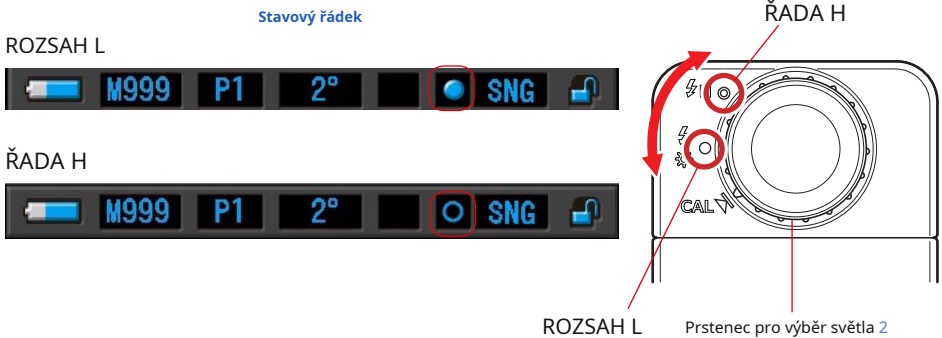 Stavový řádek
ROZSAH L
M999 P1 2° SNG
ŘADA H
M999 P1 2° SNG
ŘADA H
CAL
ROZSAH L
Prstenec pro výběr světla 2